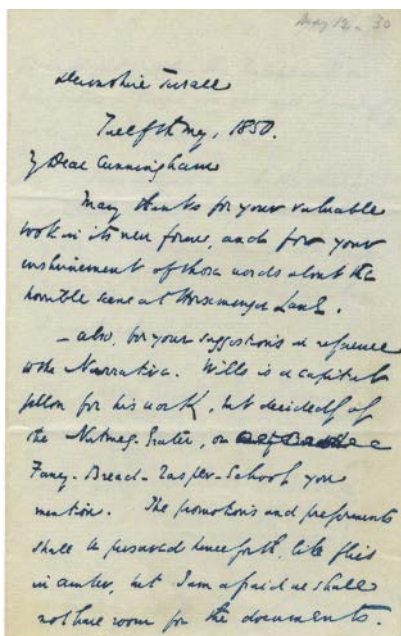 May 12 - 50
Devonshire Terrace
Twelfth May, 1850.
My Dear Cunningham
Many thanks for your valuable
book in its new form, and for your
enshrinement of those words about the
horrible scene at Horsemonger Lane.
— also, for your suggestions in reference
to the Narrative. Wills is a capital
fellow for his work, but decidedly of
the Nutmeg-Grater, or
Fancy-Bread-Rasper-School you
mention. The promotions and preferments
shall be preserved henceforth, like flies
in amber, but I am afraid we shall
not have room for the documents.